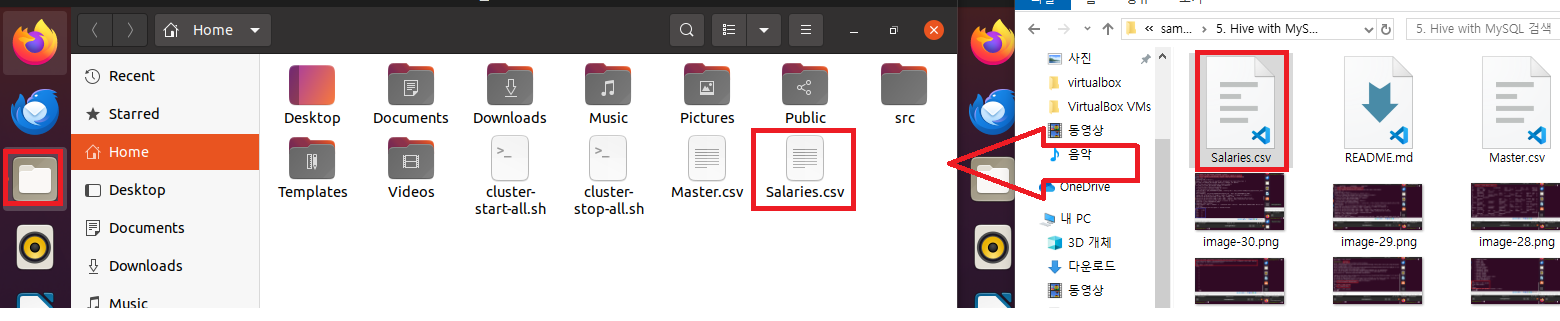 Home
Recent
Starred
Home
Desktop
Documents
Downloads
Music
Desktop
Documents
Downloads
Music
Pictures
Public
src
Templates
Videos
cluster-
start-all.sh
cluster-
stop-all.sh
Master.csv
Salaries.csv
« sam... > 5. Hive with MyS...
5. Hive with MySQL 검색
사진
virtualbox
VirtualBox VMs
동영상
음악
OneDrive
내 PC
3D 개체
다운로드
동영상
Salaries.csv
README.md
Master.csv
image-30.png
image-29.png
image-28.png